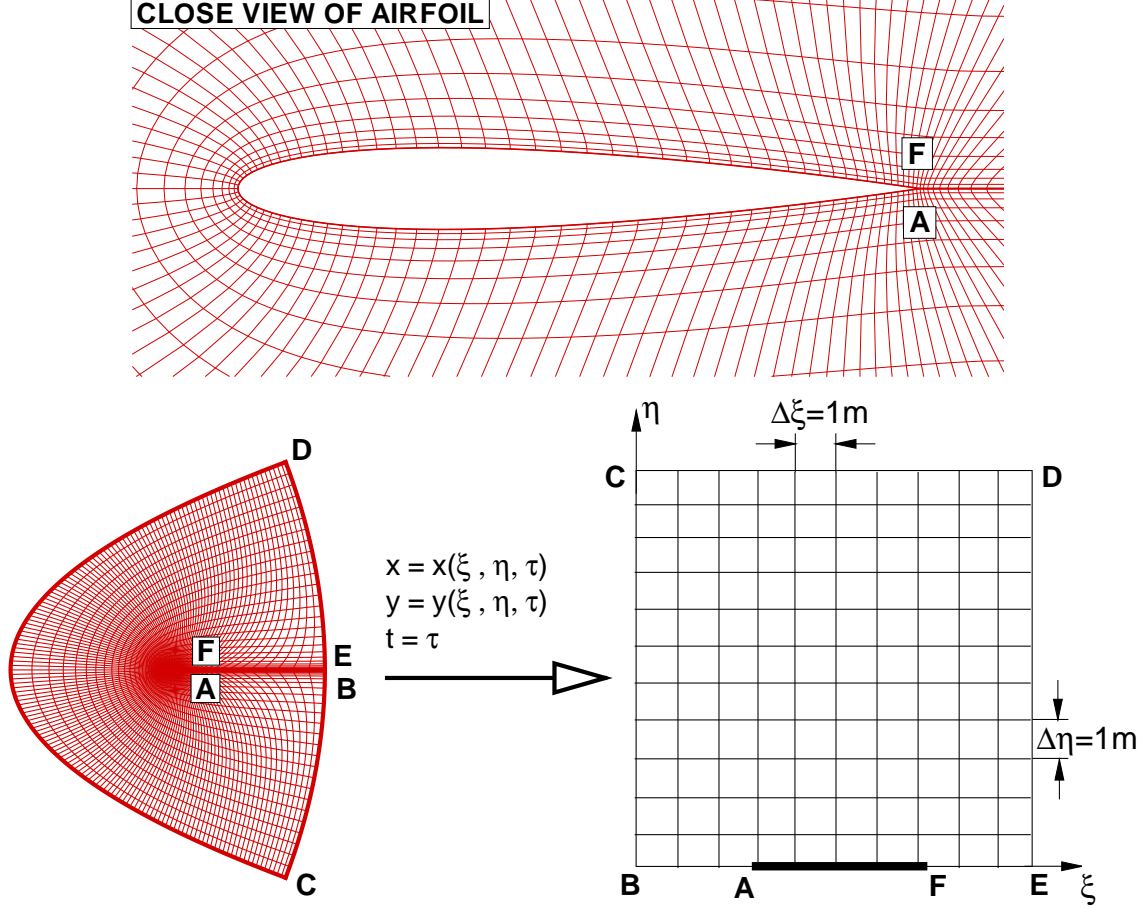 CLOSE VIEW OF AIRFOIL
F
A
D
F
A
E
B
C
x = x(ξ , η, τ)
y = y(ξ , η, τ)
t = τ
η
Δξ=1m
C
D
Δη=1m
B
A
F
E
ξ